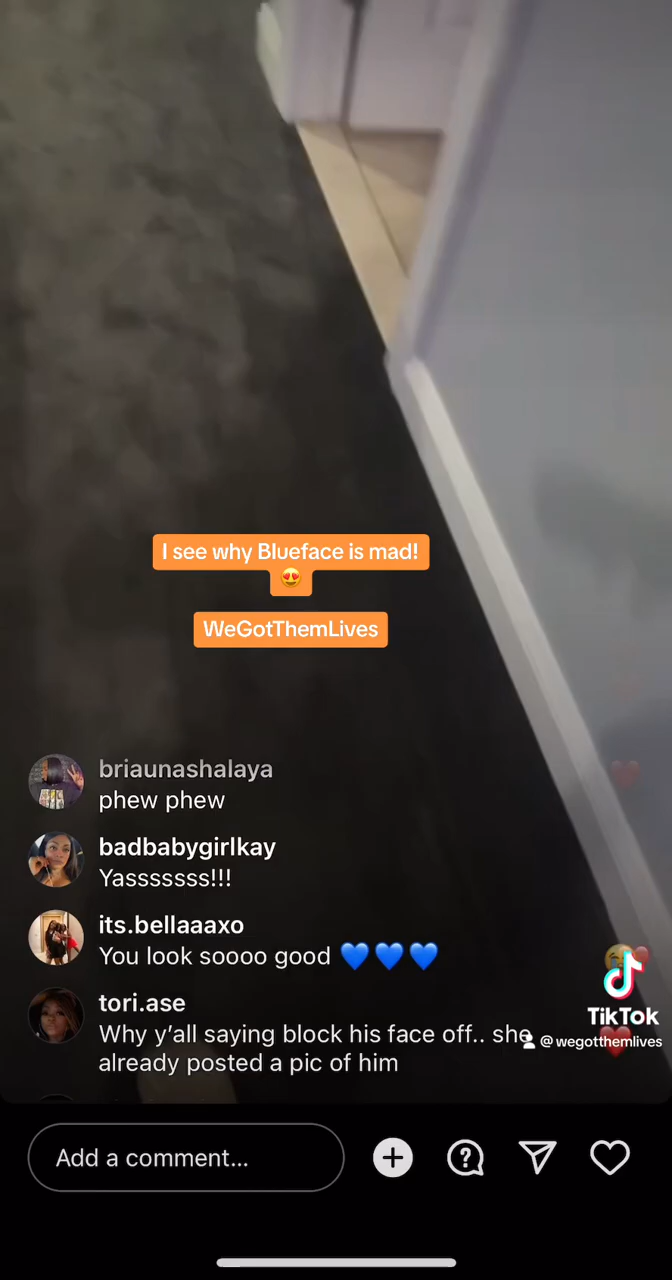 I see why Blueface is mad!
😍
WeGotThemLives
briaunashalaya
phew phew
badbabygirlkay
Yasssssss!!!
its.bellaaaxo
You look soooo good 💙💙💙
tori.ase
Why y’all saying block his face off.. she
already posted a pic of him
TikTok
@wegotthemlives
Add a comment...